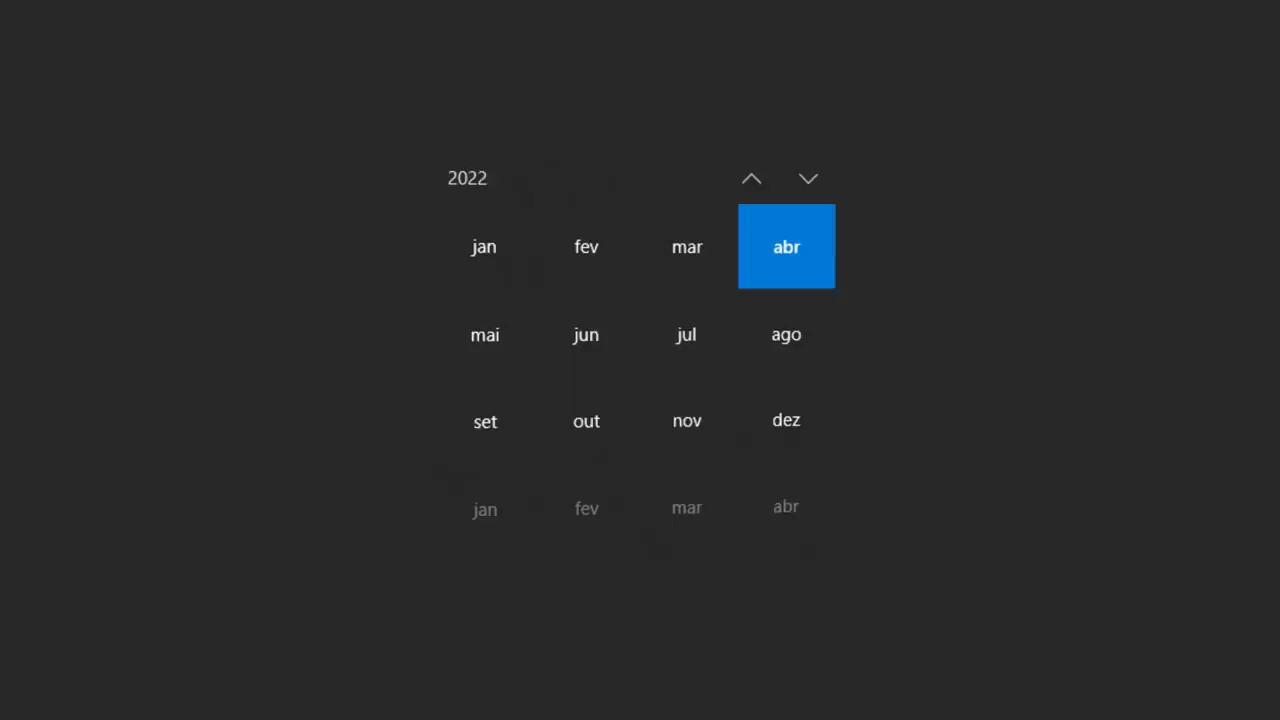 2022
jan fev mar abr
mai jun jul ago
set out nov dez
jan fev mar abr